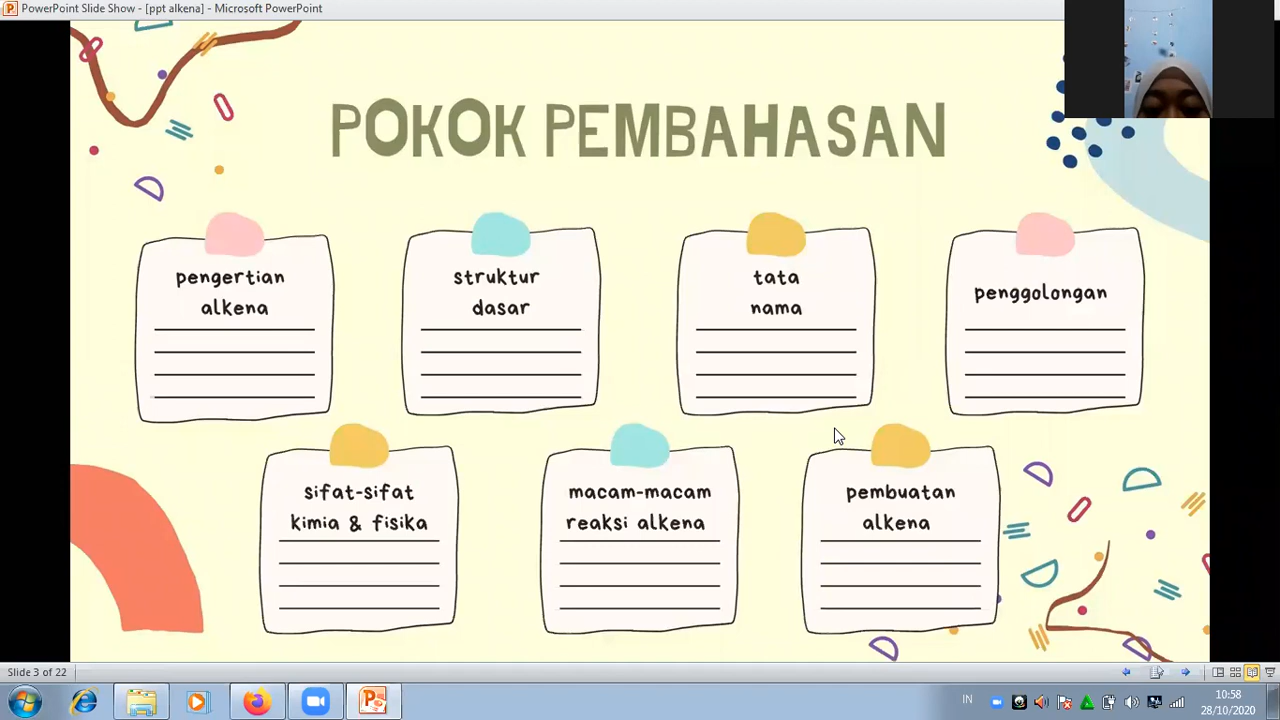 PowerPoint Slide Show - [ppt alkena] - Microsoft PowerPoint
POKOK PEMBAHASAN
pengertian
alkena
struktur
dasar
tata
nama
penggolongan
sifat-sifat
kimia & fisika
macam-macam
reaksi alkena
pembuatan
alkena
Slide 3 of 22
IN
10:58
28/10/2020